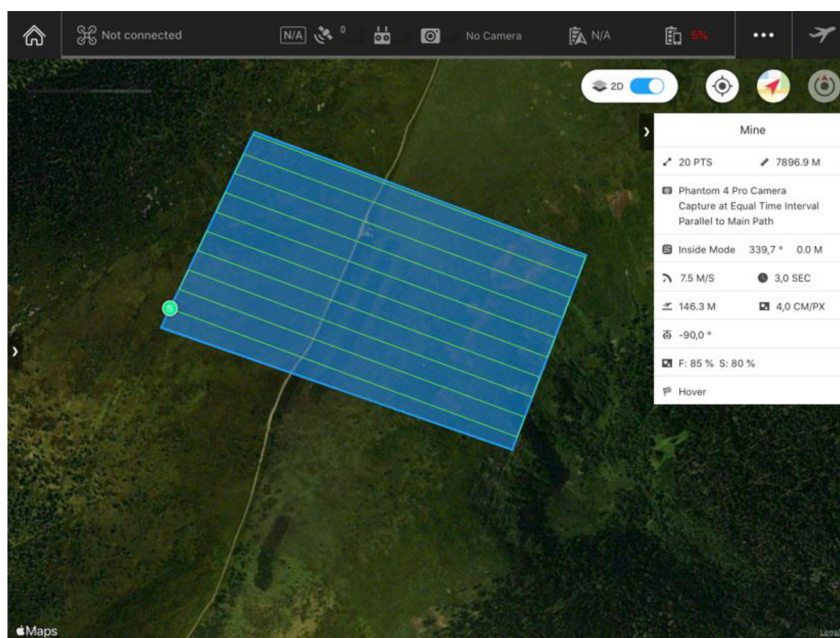 Not connected
N/A
0
No Camera
N/A
5%
2D
Mine
20 PTS 7896.9 M
Phantom 4 Pro Camera
Capture at Equal Time Interval
Parallel to Main Path
Inside Mode 339,7 ° 0.0 M
7.5 M/S 3,0 SEC
146.3 M 4,0 CM/PX
-90,0 °
F: 85 % S: 80 %
Hover
S
Maps